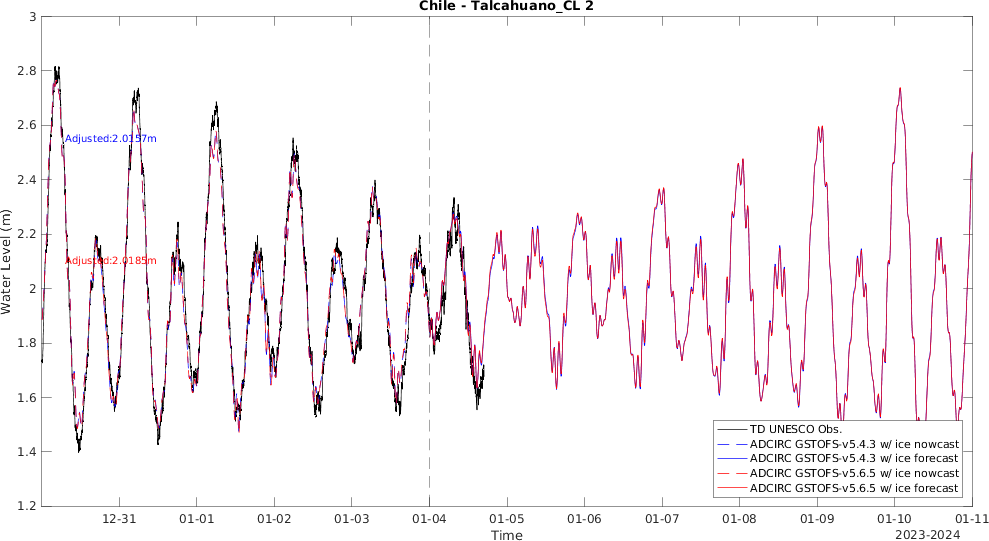 Chile - Talcahuano_CL 2
Water Level (m)
3
2.8
2.6
2.4
2.2
2
1.8
1.6
1.4
1.2
Adjusted:2.0157m
Adjusted:2.0185m
TD UNESCO Obs.
ADCIRC GSTOFS-v5.4.3 w/ ice nowcast
ADCIRC GSTOFS-v5.4.3 w/ ice forecast
ADCIRC GSTOFS-v5.6.5 w/ ice nowcast
ADCIRC GSTOFS-v5.6.5 w/ ice forecast
12-31 01-01 01-02 01-03 01-04 01-05 01-06 01-07 01-08 01-09 01-10 01-11
Time
2023-2024